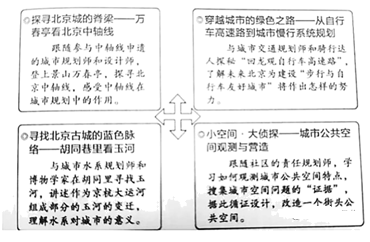 ◇探寻北京城的脊梁——万
春亭看北京中轴线
跟随参与中轴线申遗
的城市规划师和设计师，
登上景山万春亭，探寻北
京中轴线，感受中轴线在
城市规划中的作用。
◇穿越城市的绿色之路——从自行
车高速路到城市慢行系统规划
与城市交通规划师和骑行达
人探秘“回龙观自行车高速路”，
了解未来北京为建设“步行与自
行车友好城市”将作出怎样的努
力。
◇寻找北京古城的蓝色脉
络——胡同巷里看玉河
与城市水系规划师和
博物学家在胡同里寻找玉
河，讲述作为京杭大运河
组成部分的玉河的变迁，
理解水系对城市的意义。
◇小空间·大侦探——城市公共空
间观测与营造
跟随社区的责任规划师，学
习如何观测城市公共空间特点，
搜集城市空间问题的“证据”，
据此循证设计，改造一个街头公
共空间。